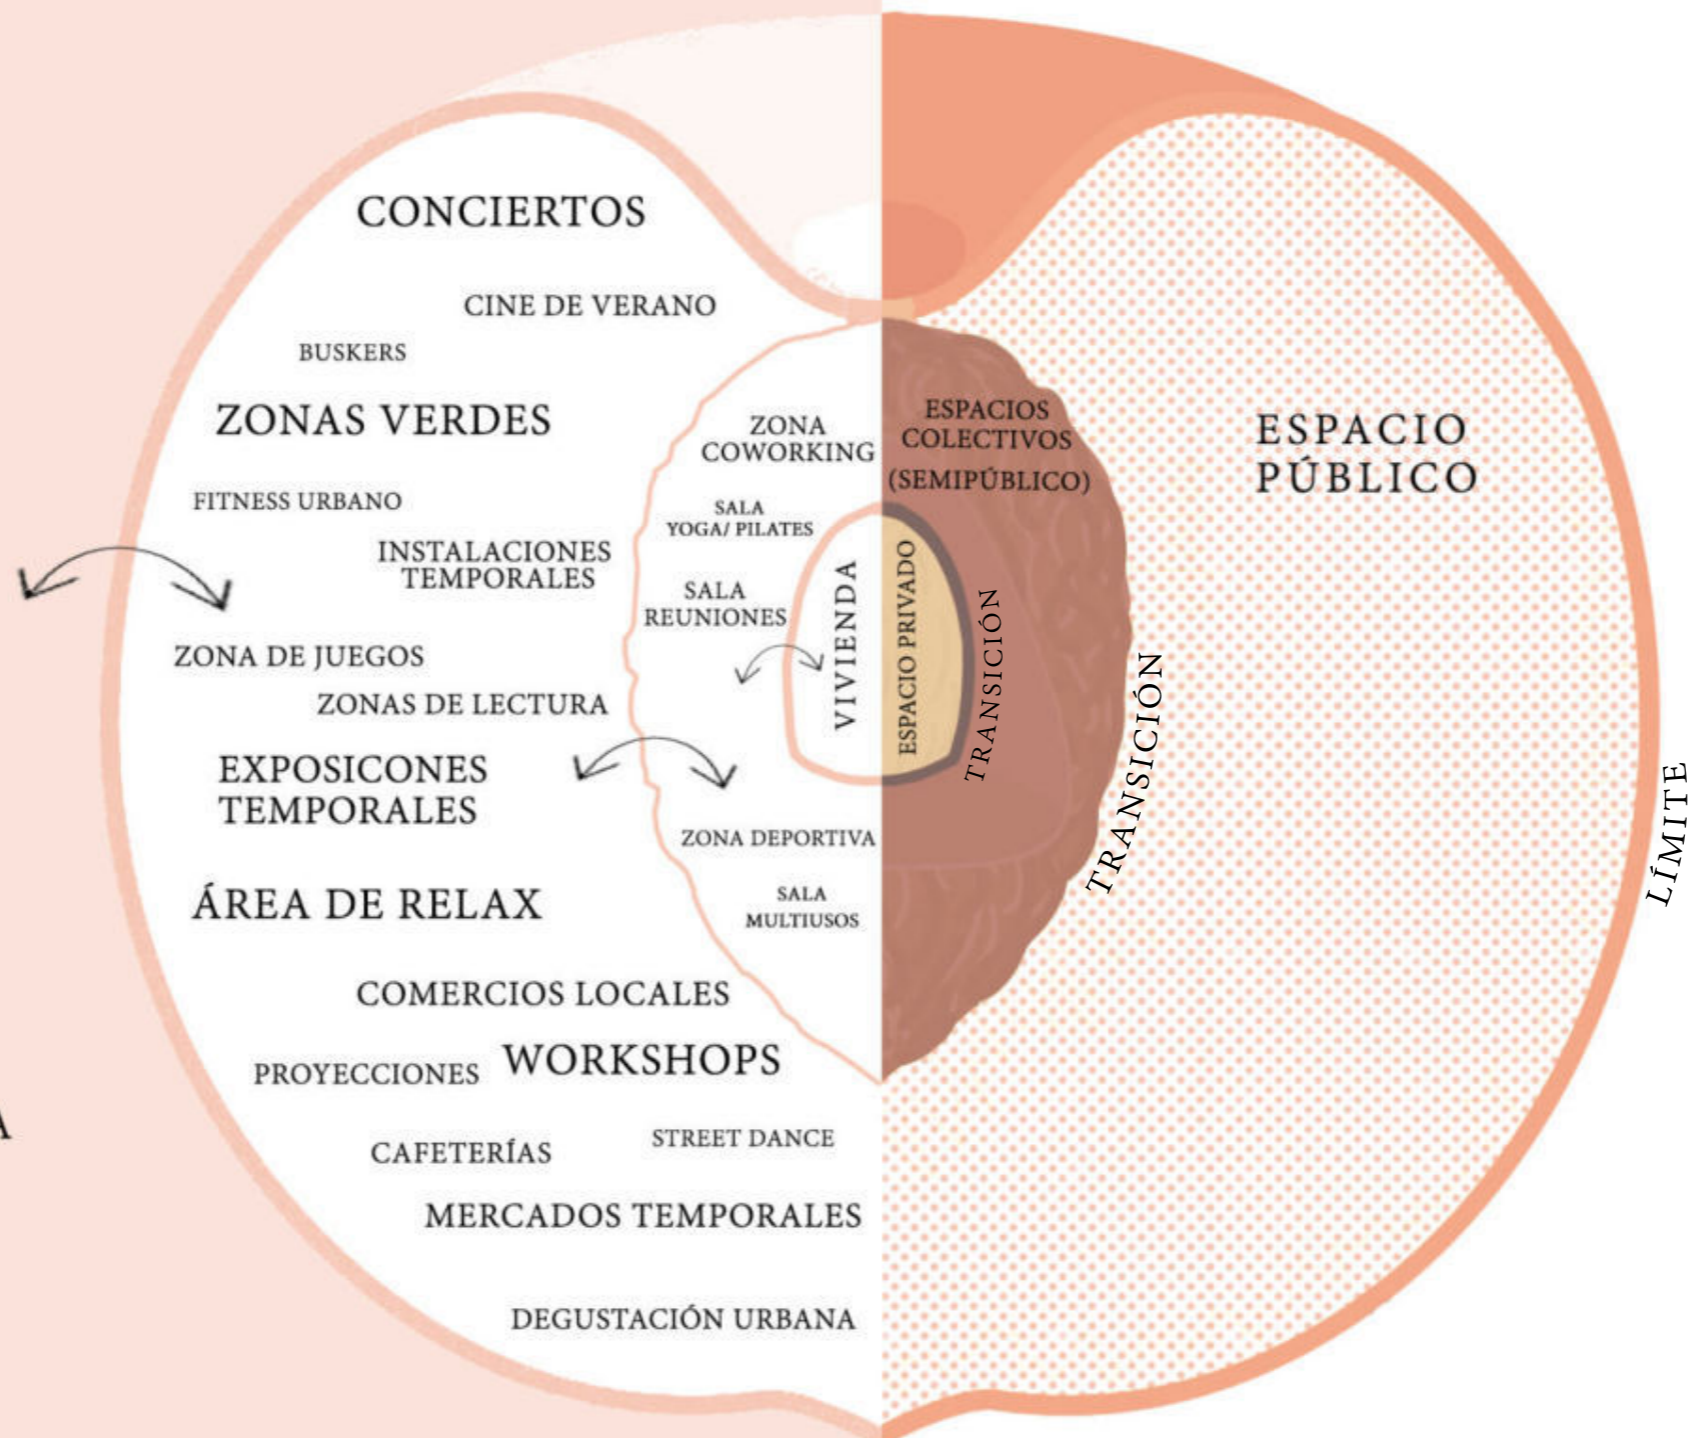 CONCIERTOS
CINE DE VERANO
BUSKERS
ZONAS VERDES
FITNESS URBANO
INSTALACIONES
TEMPORALES
ZONA DE JUEGOS
ZONAS DE LECTURA
EXPOSICONES
TEMPORALES
ÁREA DE RELAX
COMERCIOS LOCALES
PROYECCIONES
WORKSHOPS
CAFETERÍAS
STREET DANCE
MERCADOS TEMPORALES
DEGUSTACIÓN URBANA
A
ZONA
COWORKING
SALA
YOGA/ PILATES
SALA
REUNIONES
ZONA DEPORTIVA
SALA
MULTIUSOS
VIVIENDA
ESPACIO PRIVADO
ESPACIOS
COLECTIVOS
(SEMIPÚBLICO)
TRANSICIÓN
TRANSICIÓN
ESPACIO
PÚBLICO
LÍMITE